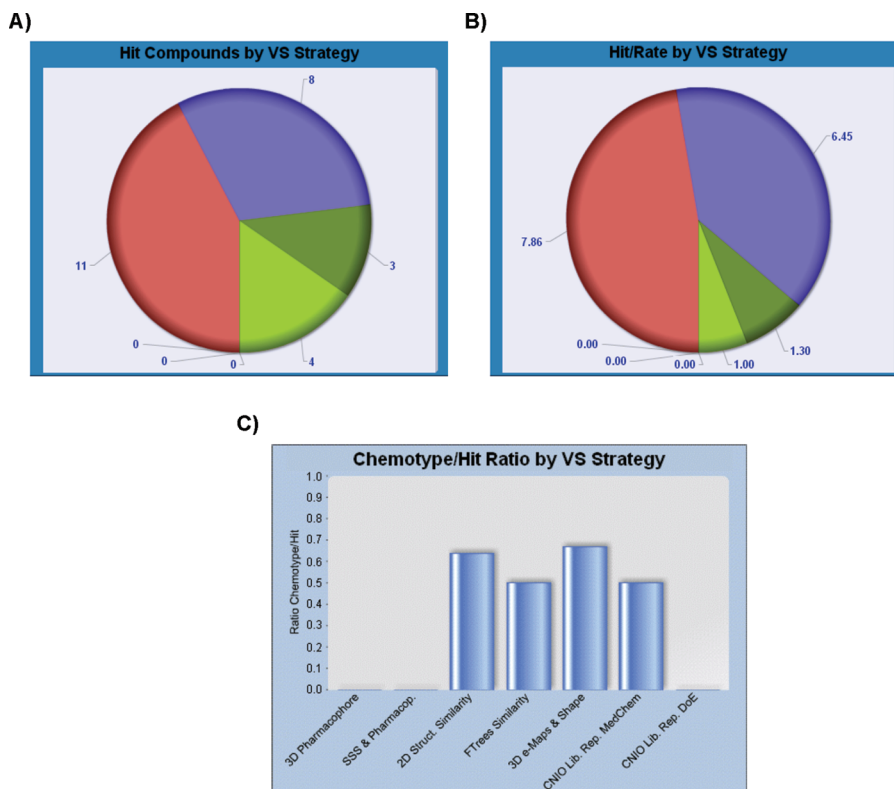 A)
Hit Compounds by VS Strategy
8
11
3
0
0
0
4
B)
Hit/Rate by VS Strategy
6.45
7.86
1.30
0.00
0.00
0.00
1.00
C)
Chemotype/Hit Ratio by VS Strategy
Ratio Chemotype/Hit
1.0
0.9
0.8
0.7
0.6
0.5
0.4
0.3
0.2
0.1
0.0
3D Pharmacophore
SSS & Pharmacop.
2D Struct. Similarity
FTrees Similarity
3D e-Maps & Shape
CNIO Lib. Rep. MedChem
CNIO Lib. Rep. DoE